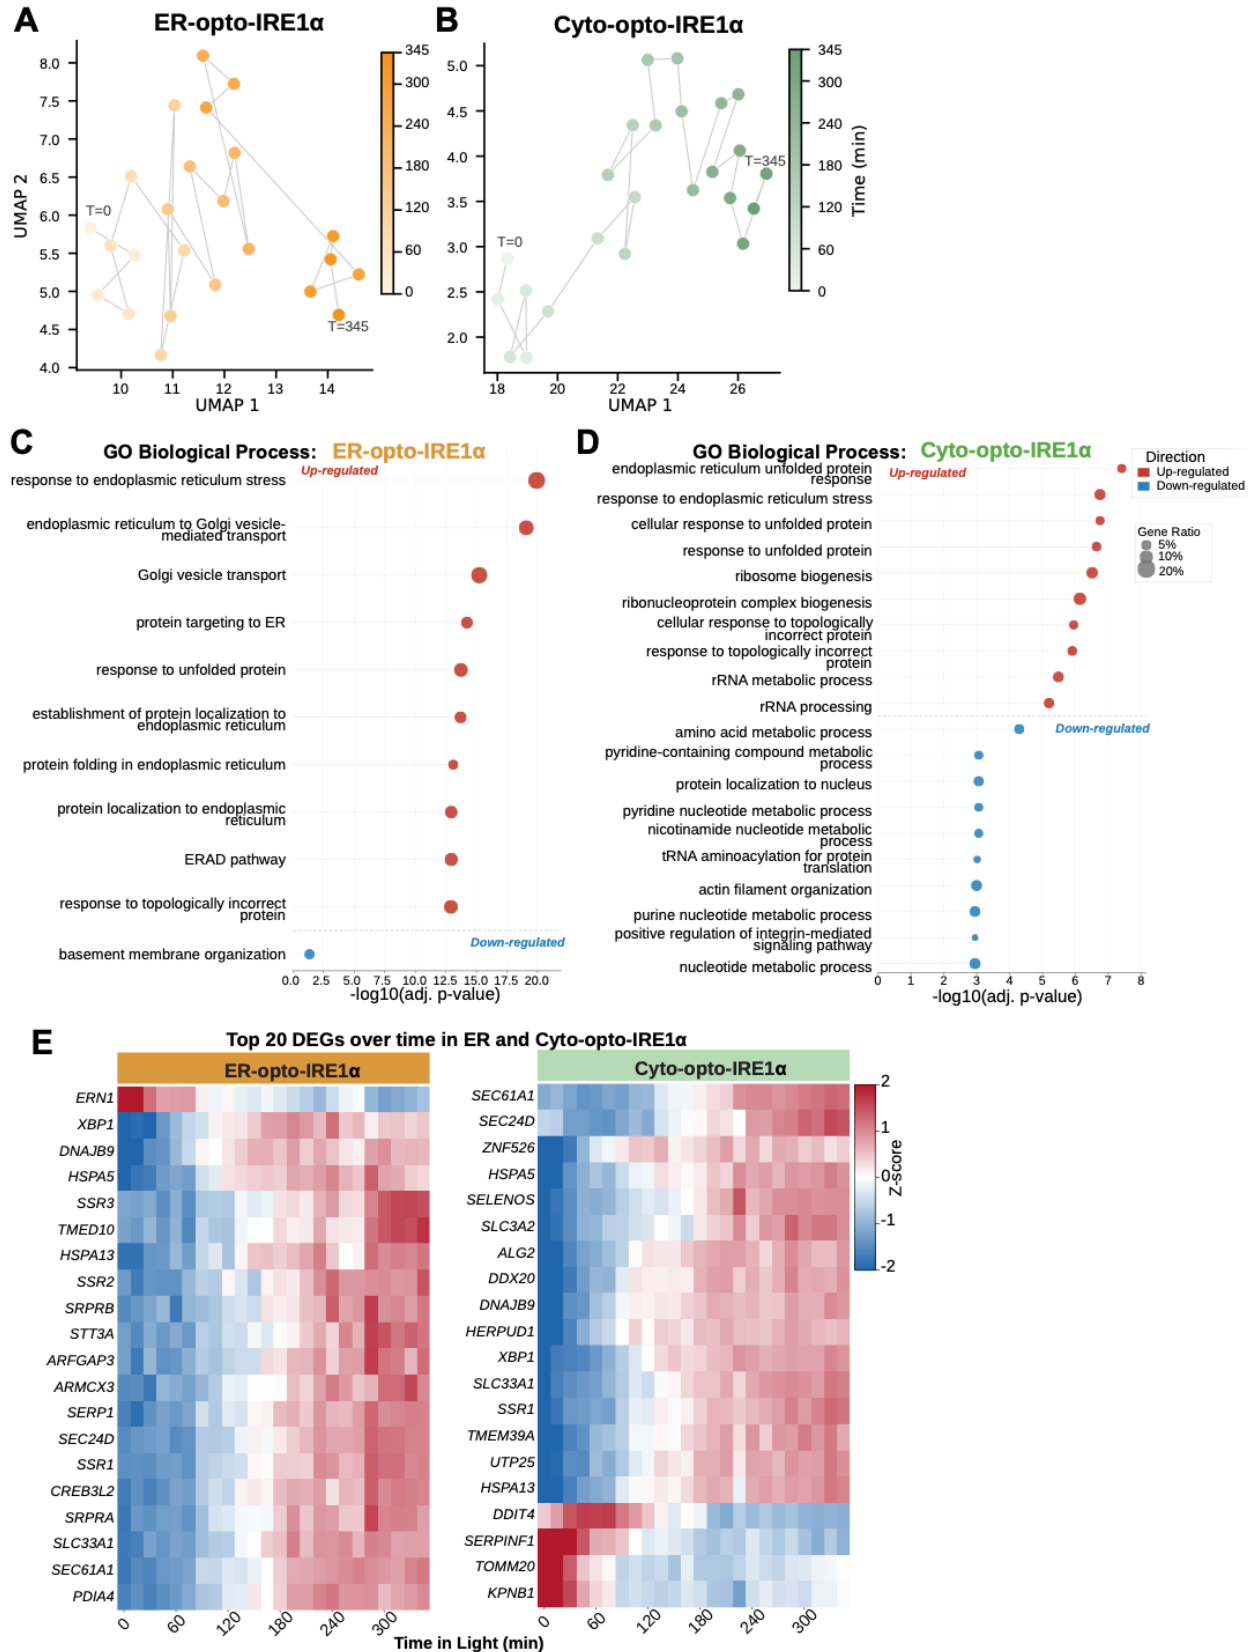 A
ER-opto-IRE1α
B
Cyto-opto-IRE1α
UMAP 2
8.0
7.5
7.0
6.5
6.0
5.5
5.0
4.5
4.0
T=0
T=345
10
11
12
13
14
UMAP 1
345
300
240
180
120
60
0
5.0
4.5
4.0
3.5
3.0
2.5
2.0
T=0
T=345
18
20
22
24
26
UMAP 1
345
300
240
180
120
60
0
Time (min)
C
GO Biological Process: ER-opto-IRE1α
Up-regulated
response to endoplasmic reticulum stress
endoplasmic reticulum to Golgi vesicle-
mediated transport
Golgi vesicle transport
protein targeting to ER
response to unfolded protein
establishment of protein localization to
endoplasmic reticulum
protein folding in endoplasmic reticulum
protein localization to endoplasmic
reticulum
ERAD pathway
response to topologically incorrect
protein
Down-regulated
basement membrane organization
0.0 2.5 5.0 7.5 10.0 12.5 15.0 17.5 20.0
-log10(adj. p-value)
D
GO Biological Process: Cyto-opto-IRE1α
Up-regulated
endoplasmic reticulum unfolded protein
response
response to endoplasmic reticulum stress
cellular response to unfolded protein
response to unfolded protein
ribosome biogenesis
ribonucleoprotein complex biogenesis
cellular response to topologically
incorrect protein
response to topologically incorrect
protein
rRNA metabolic process
rRNA processing
amino acid metabolic process
Down-regulated
pyridine-containing compound metabolic
process
protein localization to nucleus
pyridine nucleotide metabolic process
nicotinamide nucleotide metabolic
process
tRNA aminoacylation for protein
translation
actin filament organization
purine nucleotide metabolic process
positive regulation of integrin-mediated
signaling pathway
nucleotide metabolic process
0 1 2 3 4 5 6 7 8
-log10(adj. p-value)
Direction
Up-regulated
Down-regulated
Gene Ratio
5%
10%
20%
E
Top 20 DEGs over time in ER and Cyto-opto-IRE1α
ER-opto-IRE1α
ERN1
XBP1
DNAJB9
HSPA5
SSR3
TMED10
HSPA13
SSR2
SRPRB
STT3A
ARFGAP3
ARMCX3
SERP1
SEC24D
SSR1
CREB3L2
SRPRA
SLC33A1
SEC61A1
PDIA4
0 60 120 180 240 300
Cyto-opto-IRE1α
SEC61A1
SEC24D
ZNF526
HSPA5
SELENOS
SLC3A2
ALG2
DDX20
DNAJB9
HERPUD1
XBP1
SLC33A1
SSR1
TMEM39A
UTP25
HSPA13
DDIT4
SERPINF1
TOMM20
KPNB1
0 60 120 180 240 300
Time in Light (min)
2
1
0
-1
-2
Z-score